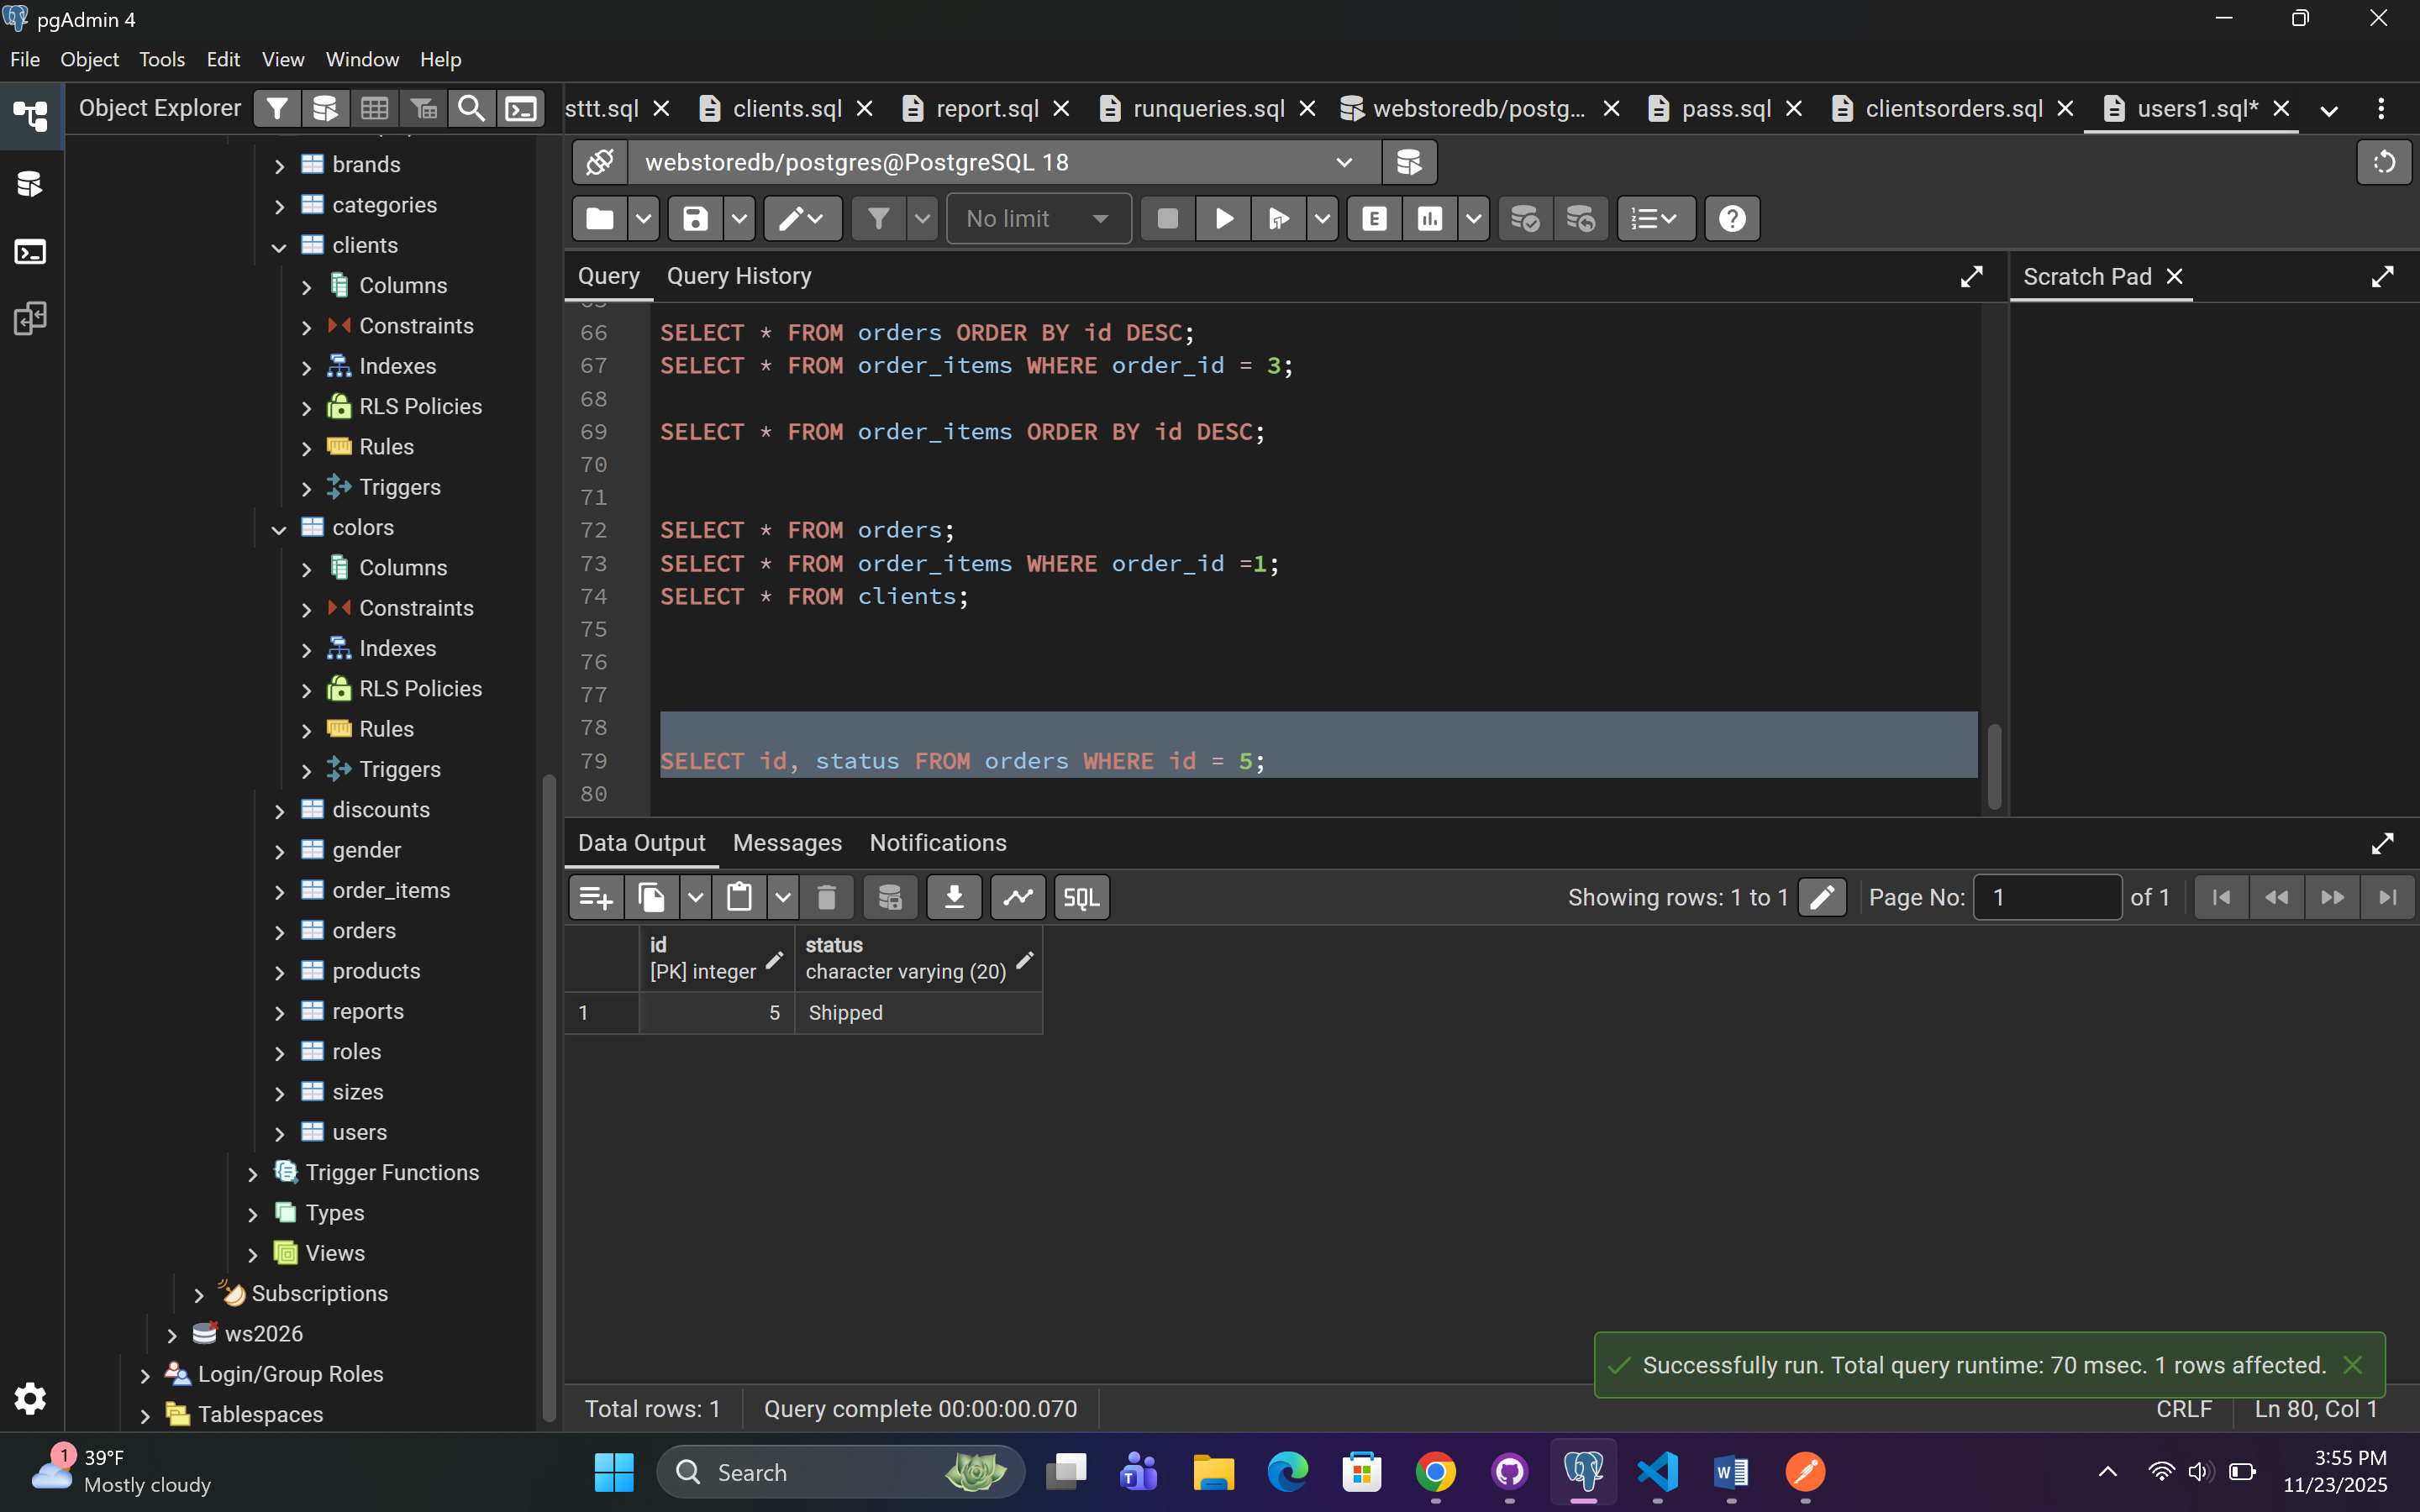 pgAdmin 4
File Object Tools Edit View Window Help
Object Explorer
sttt.sql clients.sql report.sql runqueries.sql webstoredb/postg... pass.sql clientsorders.sql users1.sql*
brands
categories
clients
Columns
Constraints
Indexes
RLS Policies
Rules
Triggers
colors
Columns
Constraints
Indexes
RLS Policies
Rules
Triggers
discounts
gender
order_items
orders
products
reports
roles
sizes
users
Trigger Functions
Types
Views
Subscriptions
ws2026
Login/Group Roles
Tablespaces
webstoredb/postgres@PostgreSQL 18
No limit
E
Query Query History
Scratch Pad
66 SELECT * FROM orders ORDER BY id DESC;
67 SELECT * FROM order_items WHERE order_id = 3;
68
69 SELECT * FROM order_items ORDER BY id DESC;
70
71
72 SELECT * FROM orders;
73 SELECT * FROM order_items WHERE order_id =1;
74 SELECT * FROM clients;
75
76
77
78
79 SELECT id, status FROM orders WHERE id = 5;
80
Data Output Messages Notifications
SQL
Showing rows: 1 to 1 Page No: 1 of 1
id status
[PK] integer character varying (20)
1 5 Shipped
Successfully run. Total query runtime: 70 msec. 1 rows affected.
Total rows: 1 Query complete 00:00:00.070 CRLF Ln 80, Col 1
1 39°F
Mostly cloudy
Search
3:55 PM
11/23/2025